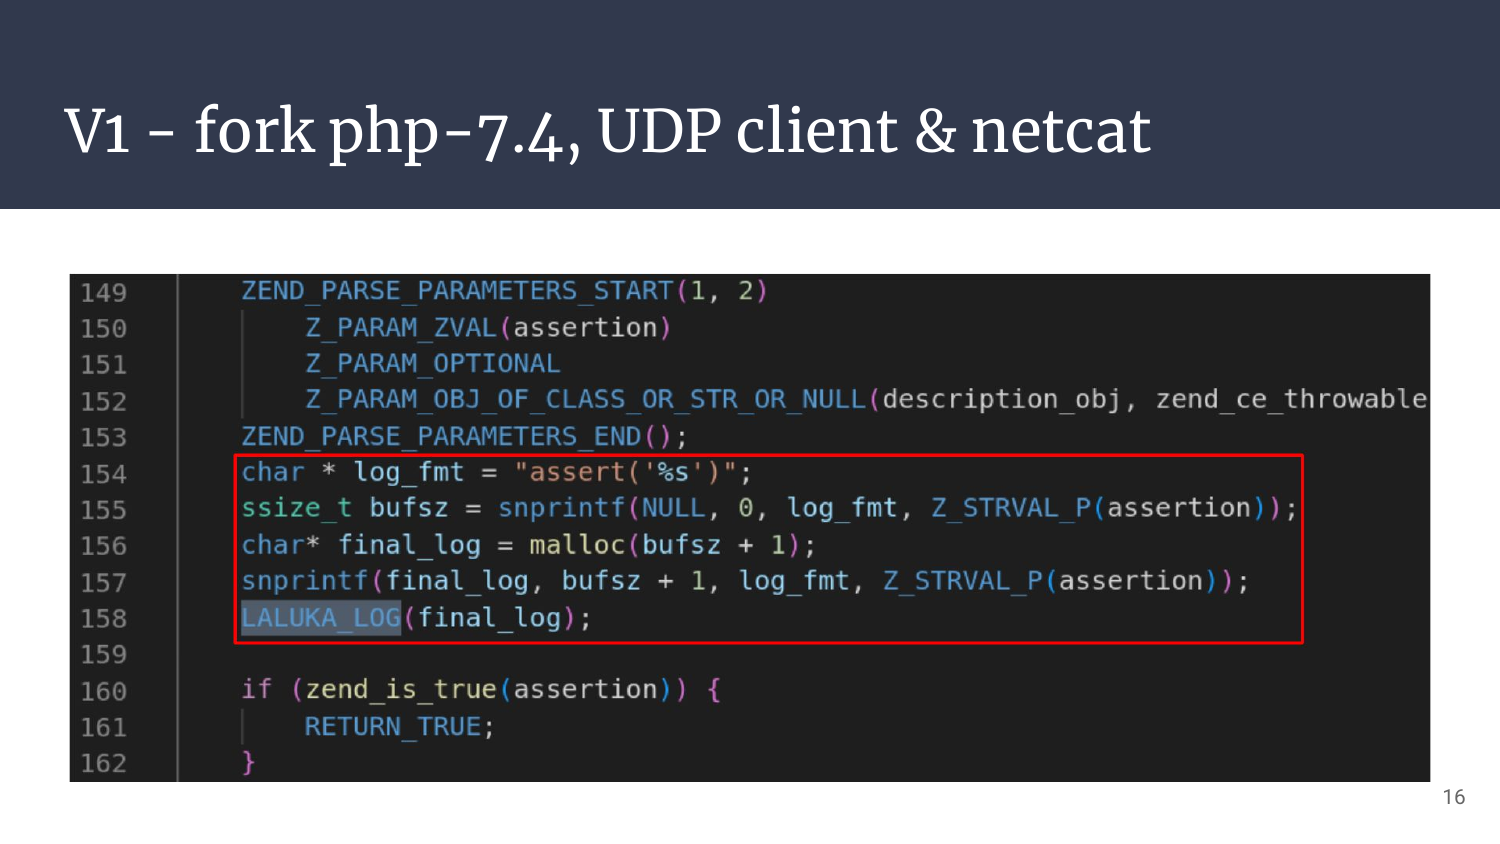 V1 - fork php-7.4, UDP client & netcat
149 ZEND_PARSE_PARAMETERS_START(1, 2)
150 Z_PARAM_ZVAL(assertion)
151 Z_PARAM_OPTIONAL
152 Z_PARAM_OBJ_OF_CLASS_OR_STR_OR_NULL(description_obj, zend_ce_throwable
153 ZEND_PARSE_PARAMETERS_END();
154 char * log_fmt = "assert('%s')";
155 ssize_t bufsz = snprintf(NULL, 0, log_fmt, Z_STRVAL_P(assertion));
156 char* final_log = malloc(bufsz + 1);
157 snprintf(final_log, bufsz + 1, log_fmt, Z_STRVAL_P(assertion));
158 LALUKA_LOG(final_log);
159
160 if (zend_is_true(assertion)) {
161 RETURN_TRUE;
162 }
16